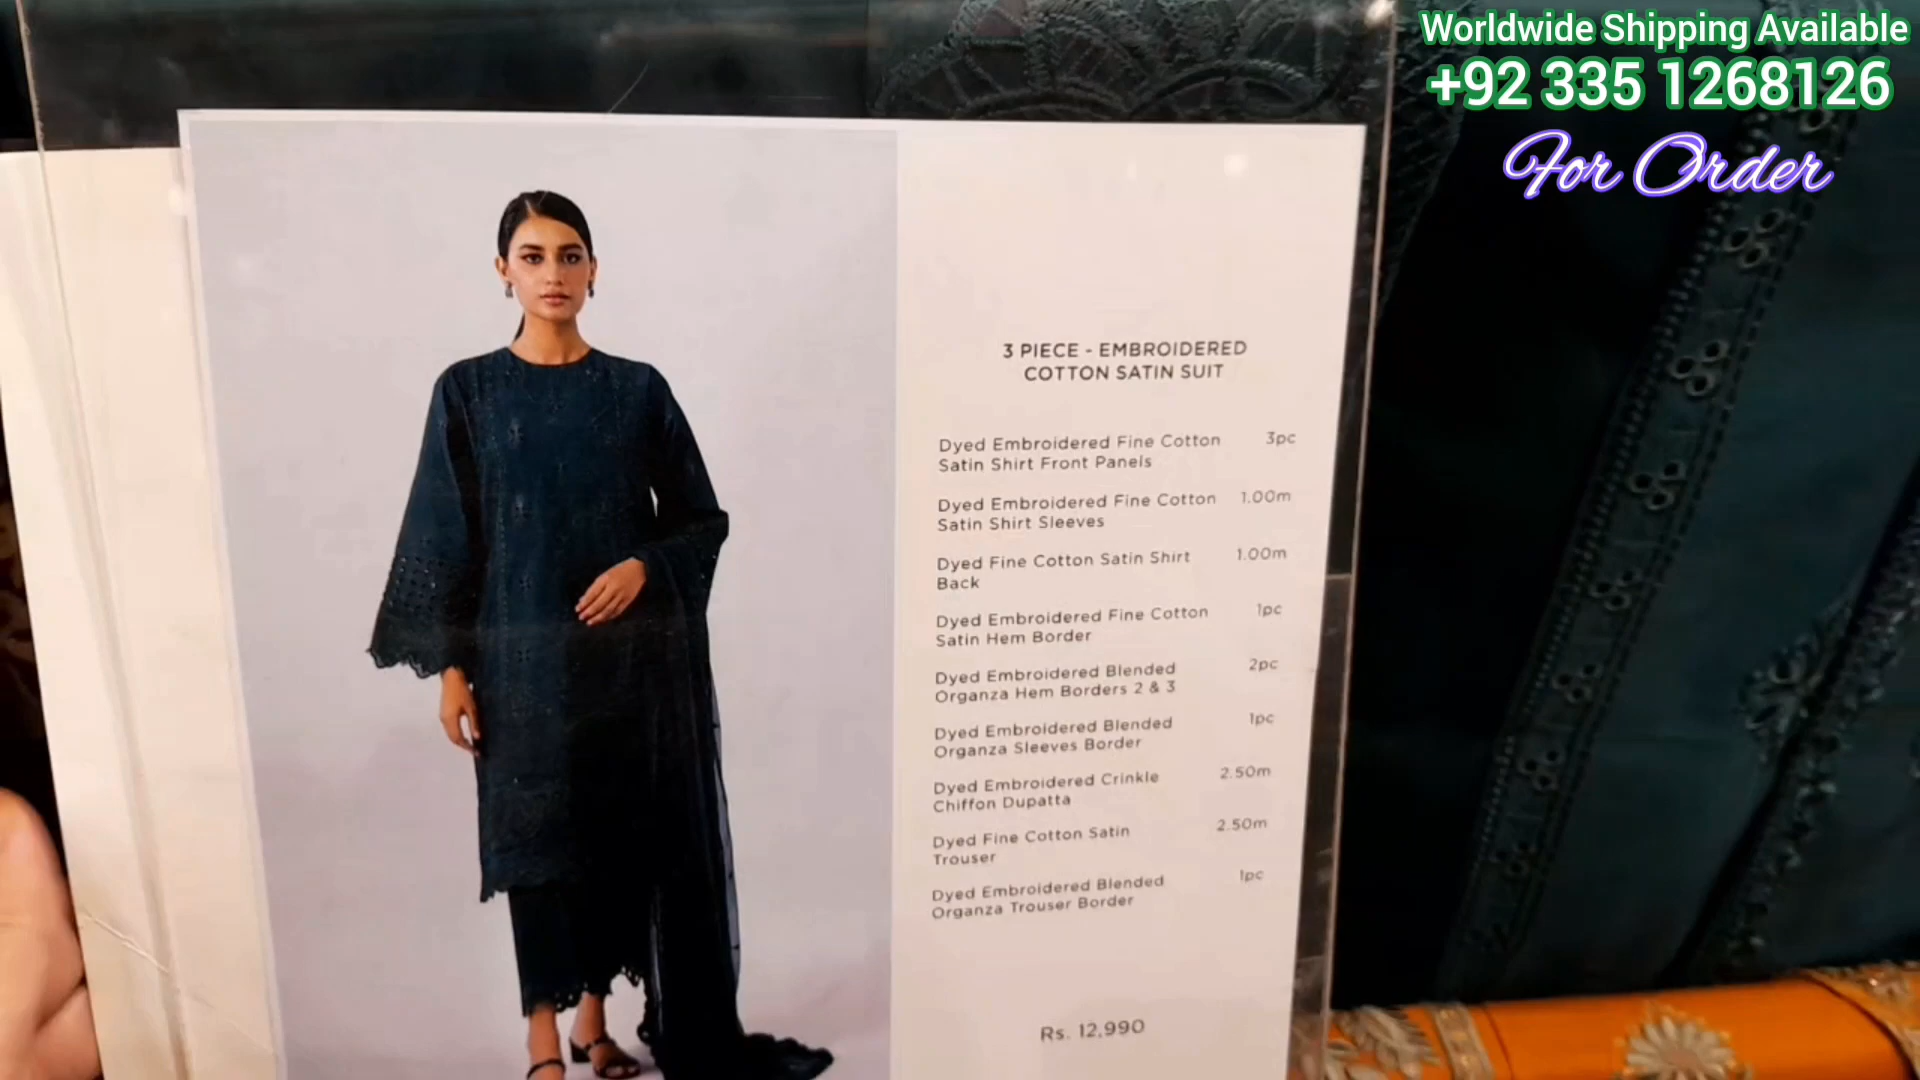 Worldwide Shipping Available
+92 335 1268126
For Order
3 PIECE - EMBROIDERED
COTTON SATIN SUIT
Dyed Embroidered Fine Cotton 3pc
Satin Shirt Front Panels
Dyed Embroidered Fine Cotton 1.00m
Satin Shirt Sleeves
Dyed Fine Cotton Satin Shirt 1.00m
Back
Dyed Embroidered Fine Cotton 1pc
Satin Hem Border
Dyed Embroidered Blended 2pc
Organza Hem Borders 2 & 3
Dyed Embroidered Blended 1pc
Organza Sleeves Border
Dyed Embroidered Crinkle 2.50m
Chiffon Dupatta
Dyed Fine Cotton Satin 2.50m
Trouser
Dyed Embroidered Blended 1pc
Organza Trouser Border
Rs. 12,990